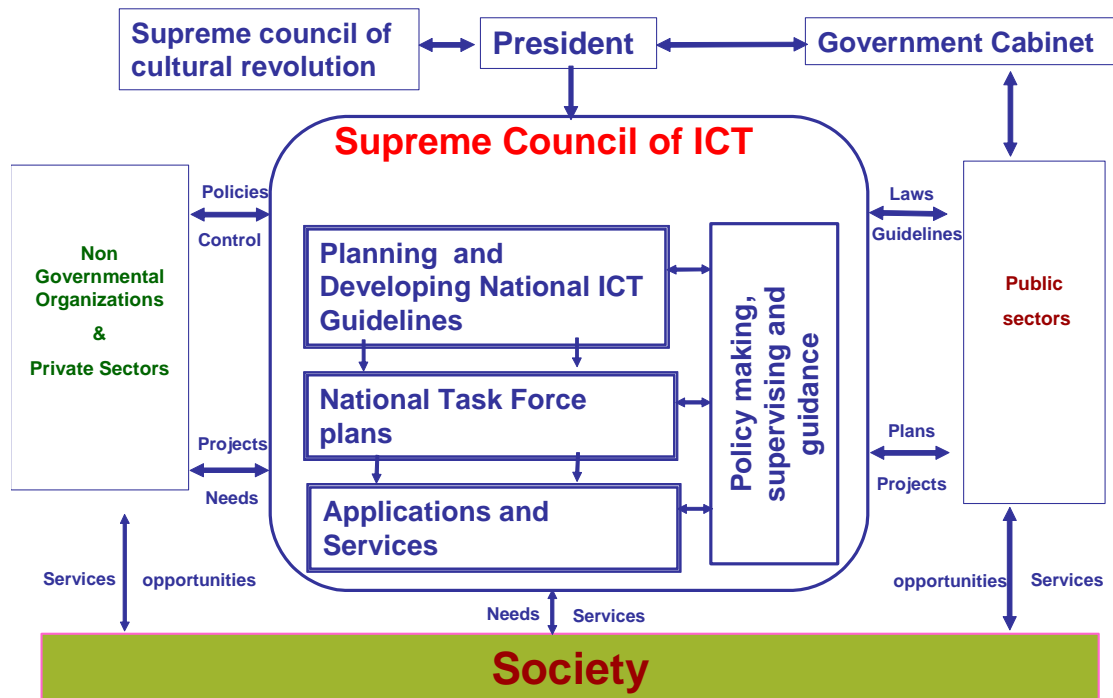 Supreme council of
cultural revolution
President
Government Cabinet
Supreme Council of ICT
Policies
Control
Laws
Guidelines
Non
Governmental
Organizations
&
Private Sectors
Planning and
Developing National ICT
Guidelines
National Task Force
plans
Applications and
Services
Policy making,
supervising and
guidance
Public
sectors
Projects
Needs
Plans
Projects
Services
opportunities
Needs
Services
opportunities
Services
Society